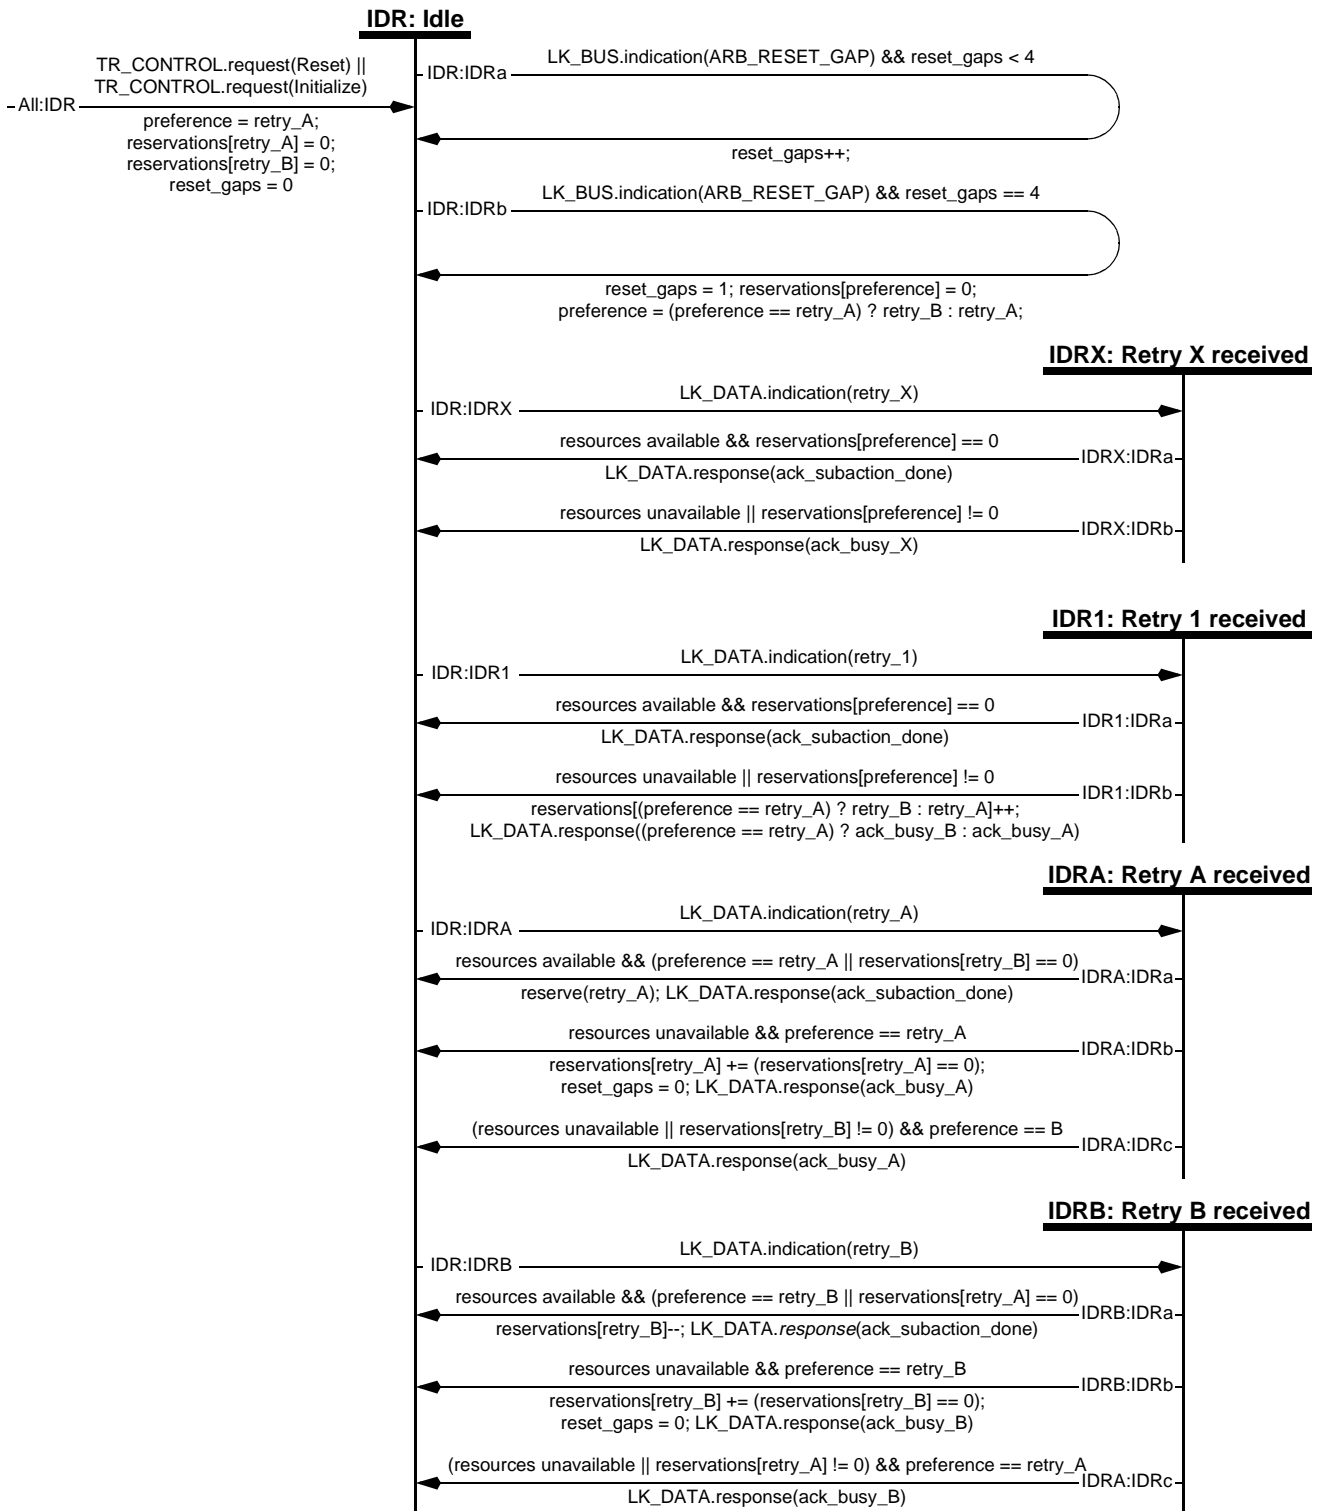 IDR: Idle
TR_CONTROL.request(Reset) ||
TR_CONTROL.request(Initialize)
All:IDR
preference = retry_A;
reservations[retry_A] = 0;
reservations[retry_B] = 0;
reset_gaps = 0
LK_BUS.indication(ARB_RESET_GAP) && reset_gaps < 4
IDR:IDRa
reset_gaps++;
LK_BUS.indication(ARB_RESET_GAP) && reset_gaps == 4
IDR:IDRb
reset_gaps = 1; reservations[preference] = 0;
preference = (preference == retry_A) ? retry_B : retry_A;
IDRX: Retry X received
LK_DATA.indication(retry_X)
IDR:IDRX
resources available && reservations[preference] == 0
IDRX:IDRa
LK_DATA.response(ack_subaction_done)
resources unavailable || reservations[preference] != 0
IDRX:IDRb
LK_DATA.response(ack_busy_X)
IDR1: Retry 1 received
LK_DATA.indication(retry_1)
IDR:IDR1
resources available && reservations[preference] == 0
IDR1:IDRa
LK_DATA.response(ack_subaction_done)
resources unavailable || reservations[preference] != 0
IDR1:IDRb
reservations[(preference == retry_A) ? retry_B : retry_A]++;
LK_DATA.response((preference == retry_A) ? ack_busy_B : ack_busy_A)
IDRA: Retry A received
LK_DATA.indication(retry_A)
IDR:IDRA
resources available && (preference == retry_A || reservations[retry_B] == 0)
IDRA:IDRa
reserve(retry_A); LK_DATA.response(ack_subaction_done)
resources unavailable && preference == retry_A
IDRA:IDRb
reservations[retry_A] += (reservations[retry_A] == 0);
reset_gaps = 0; LK_DATA.response(ack_busy_A)
(resources unavailable || reservations[retry_B] != 0) && preference == B
IDRA:IDRc
LK_DATA.response(ack_busy_A)
IDRB: Retry B received
LK_DATA.indication(retry_B)
IDR:IDRB
resources available && (preference == retry_B || reservations[retry_A] == 0)
IDRB:IDRa
reservations[retry_B]--; LK_DATA.response(ack_subaction_done)
resources unavailable && preference == retry_B
IDRB:IDRb
reservations[retry_B] += (reservations[retry_B] == 0);
reset_gaps = 0; LK_DATA.response(ack_busy_B)
(resources unavailable || reservations[retry_A] != 0) && preference == retry_A
IDRA:IDRc
LK_DATA.response(ack_busy_B)